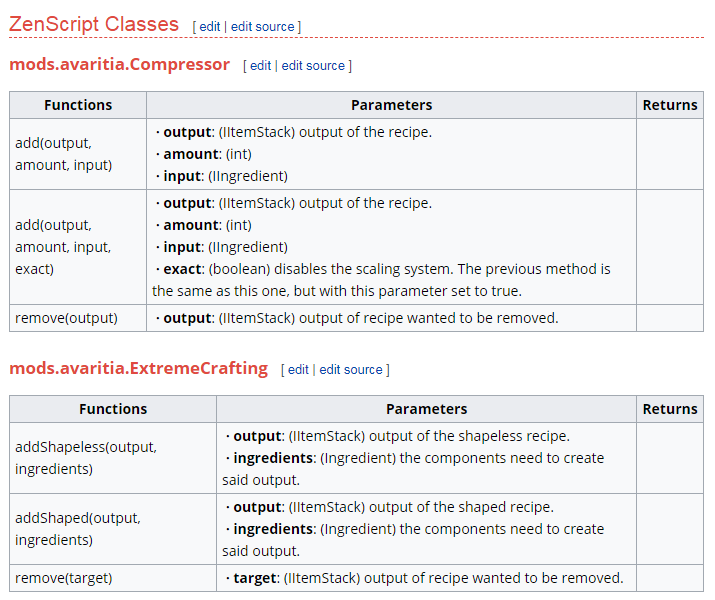 ZenScript Classes [ edit | edit source ]
mods.avaritia.Compressor [ edit | edit source ]
Functions Parameters Returns
add(output,
amount, input)
· output: (IItemStack) output of the recipe.
· amount: (int)
· input: (IIngredient)
add(output,
amount, input,
exact)
· output: (IItemStack) output of the recipe.
· amount: (int)
· input: (IIngredient)
· exact: (boolean) disables the scaling system. The previous method is
the same as this one, but with this parameter set to true.
remove(output) · output: (IItemStack) output of recipe wanted to be removed.
mods.avaritia.ExtremeCrafting [ edit | edit source ]
Functions Parameters Returns
addShapeless(output,
ingredients)
· output: (IItemStack) output of the shapeless recipe.
· ingredients: (Ingredient) the components need to create
said output.
addShaped(output,
ingredients)
· output: (IItemStack) output of the shaped recipe.
· ingredients: (Ingredient) the components need to create
said output.
remove(target) · target: (IItemStack) output of recipe wanted to be removed.